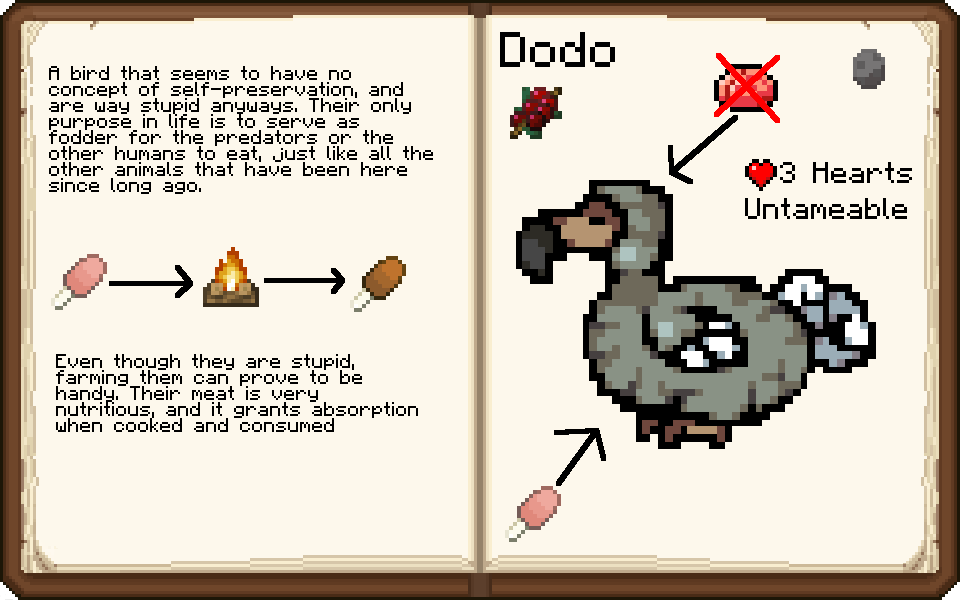 A bird that seems to have no
concept of self-preservation, and
are way stupid anyways. Their only
purpose in life is to serve as
fodder for the predators or the
other humans to eat, just like all the
other animals that have been here
since long ago.
Even though they are stupid,
farming them can prove to be
handy. Their meat is very
nutritious, and it grants absorption
when cooked and consumed
Dodo
3 Hearts
Untameable